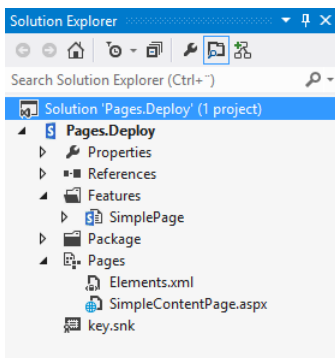 Solution Explorer
Search Solution Explorer (Ctrl+¨)
Solution 'Pages.Deploy' (1 project)
Pages.Deploy
Properties
References
Features
SimplePage
Package
Pages
Elements.xml
SimpleContentPage.aspx
key.snk